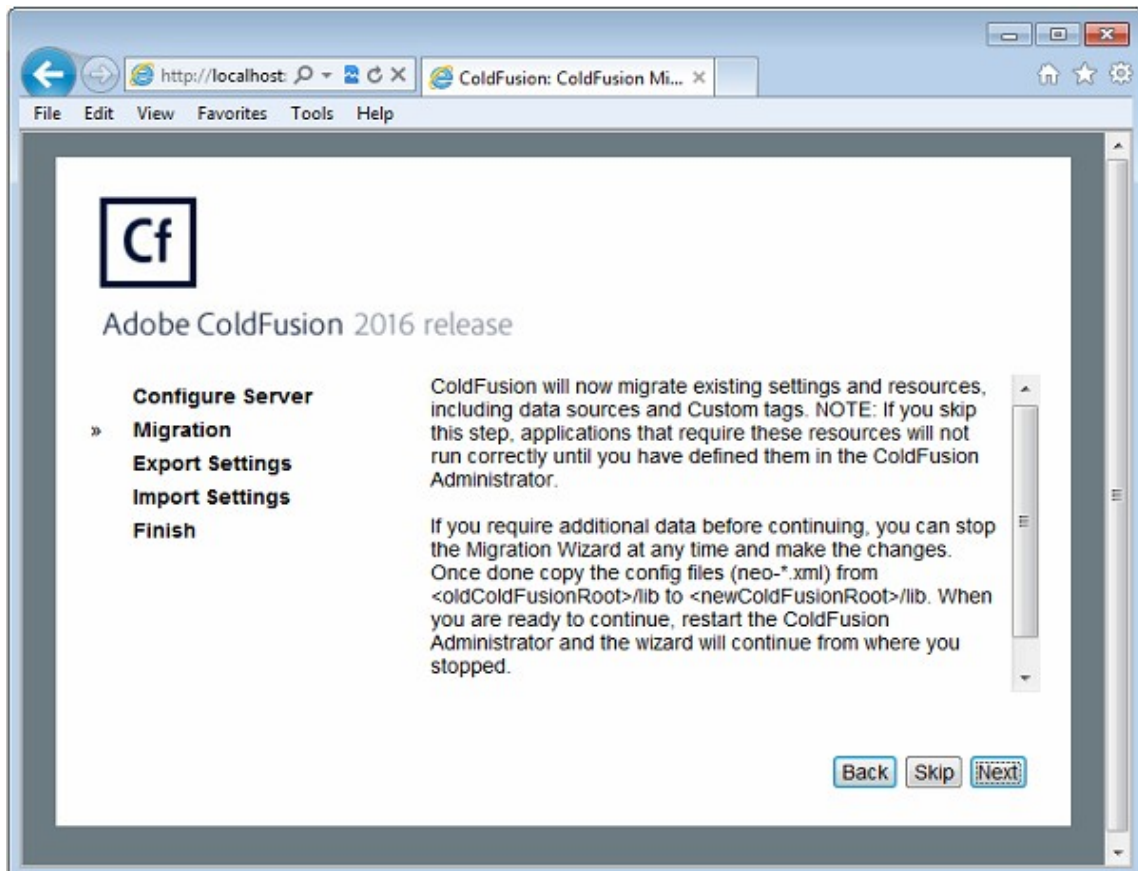 http://localhost:
ColdFusion: ColdFusion Mi...
File Edit View Favorites Tools Help
Cf
Adobe ColdFusion 2016 release
Configure Server
» Migration
Export Settings
Import Settings
Finish
ColdFusion will now migrate existing settings and resources,
including data sources and Custom tags. NOTE: If you skip
this step, applications that require these resources will not
run correctly until you have defined them in the ColdFusion
Administrator.
If you require additional data before continuing, you can stop
the Migration Wizard at any time and make the changes.
Once done copy the config files (neo-*.xml) from
<oldColdFusionRoot>/lib to <newColdFusionRoot>/lib. When
you are ready to continue, restart the ColdFusion
Administrator and the wizard will continue from where you
stopped.
Back Skip Next